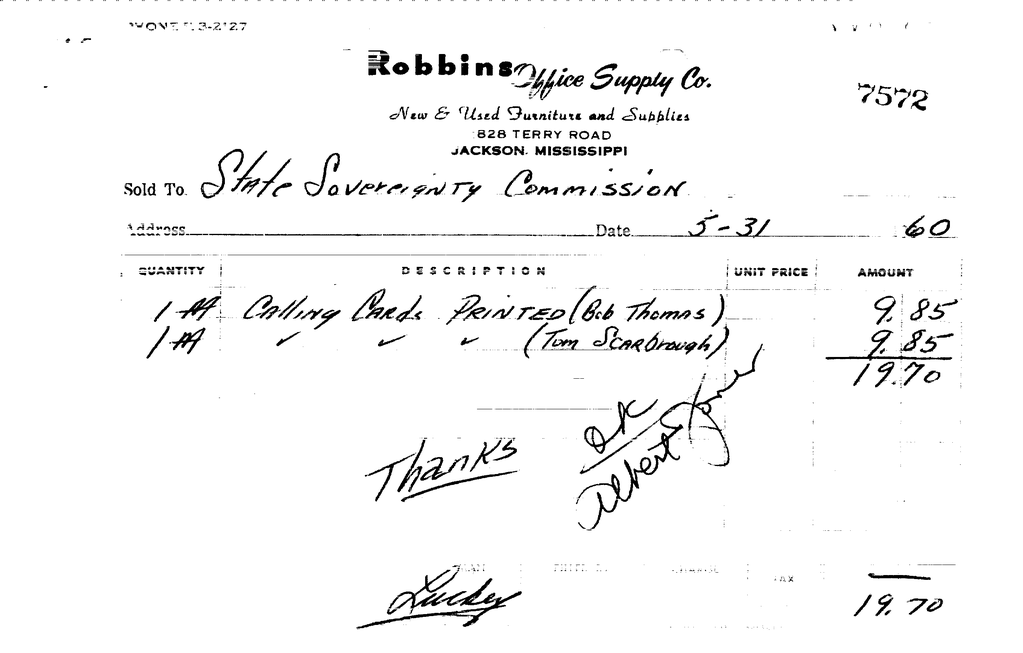 Robbins Office Supply Co.
7572
New & Used Furniture and Supplies
828 TERRY ROAD
JACKSON, MISSISSIPPI
Sold To State Sovereignty Commission
Address Date 5-31 60
QUANTITY DESCRIPTION UNIT PRICE AMOUNT
1 M Calling Cards PRINTED (Bob Thomas) 9.85
1 M ✓ ✓ ✓ (Tom Scarbrough) 9.85
19.70
OK
Albert Jones
Thanks
TAX
Luckey
19.70